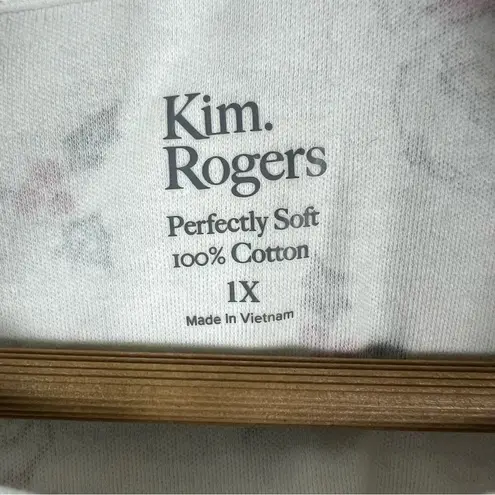 Kim.
Rogers
Perfectly Soft
100% Cotton
1X
Made In Vietnam